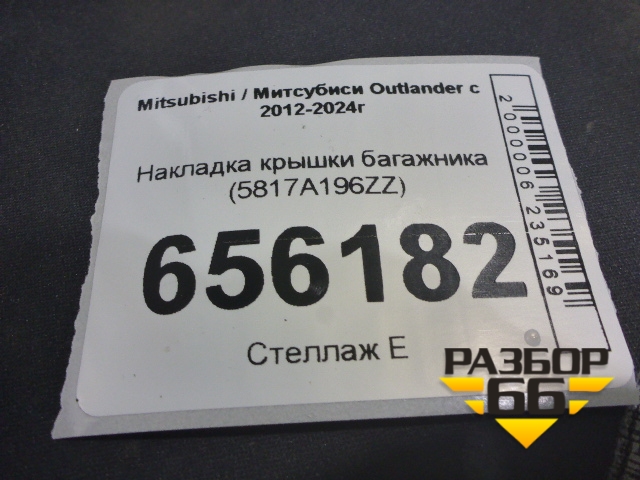 Mitsubishi / Митсубиси Outlander с
2012-2024г
Накладка крышки багажника
(5817A196ZZ)
656182
Стеллаж Е
2000006235169
РАЗБОР
66